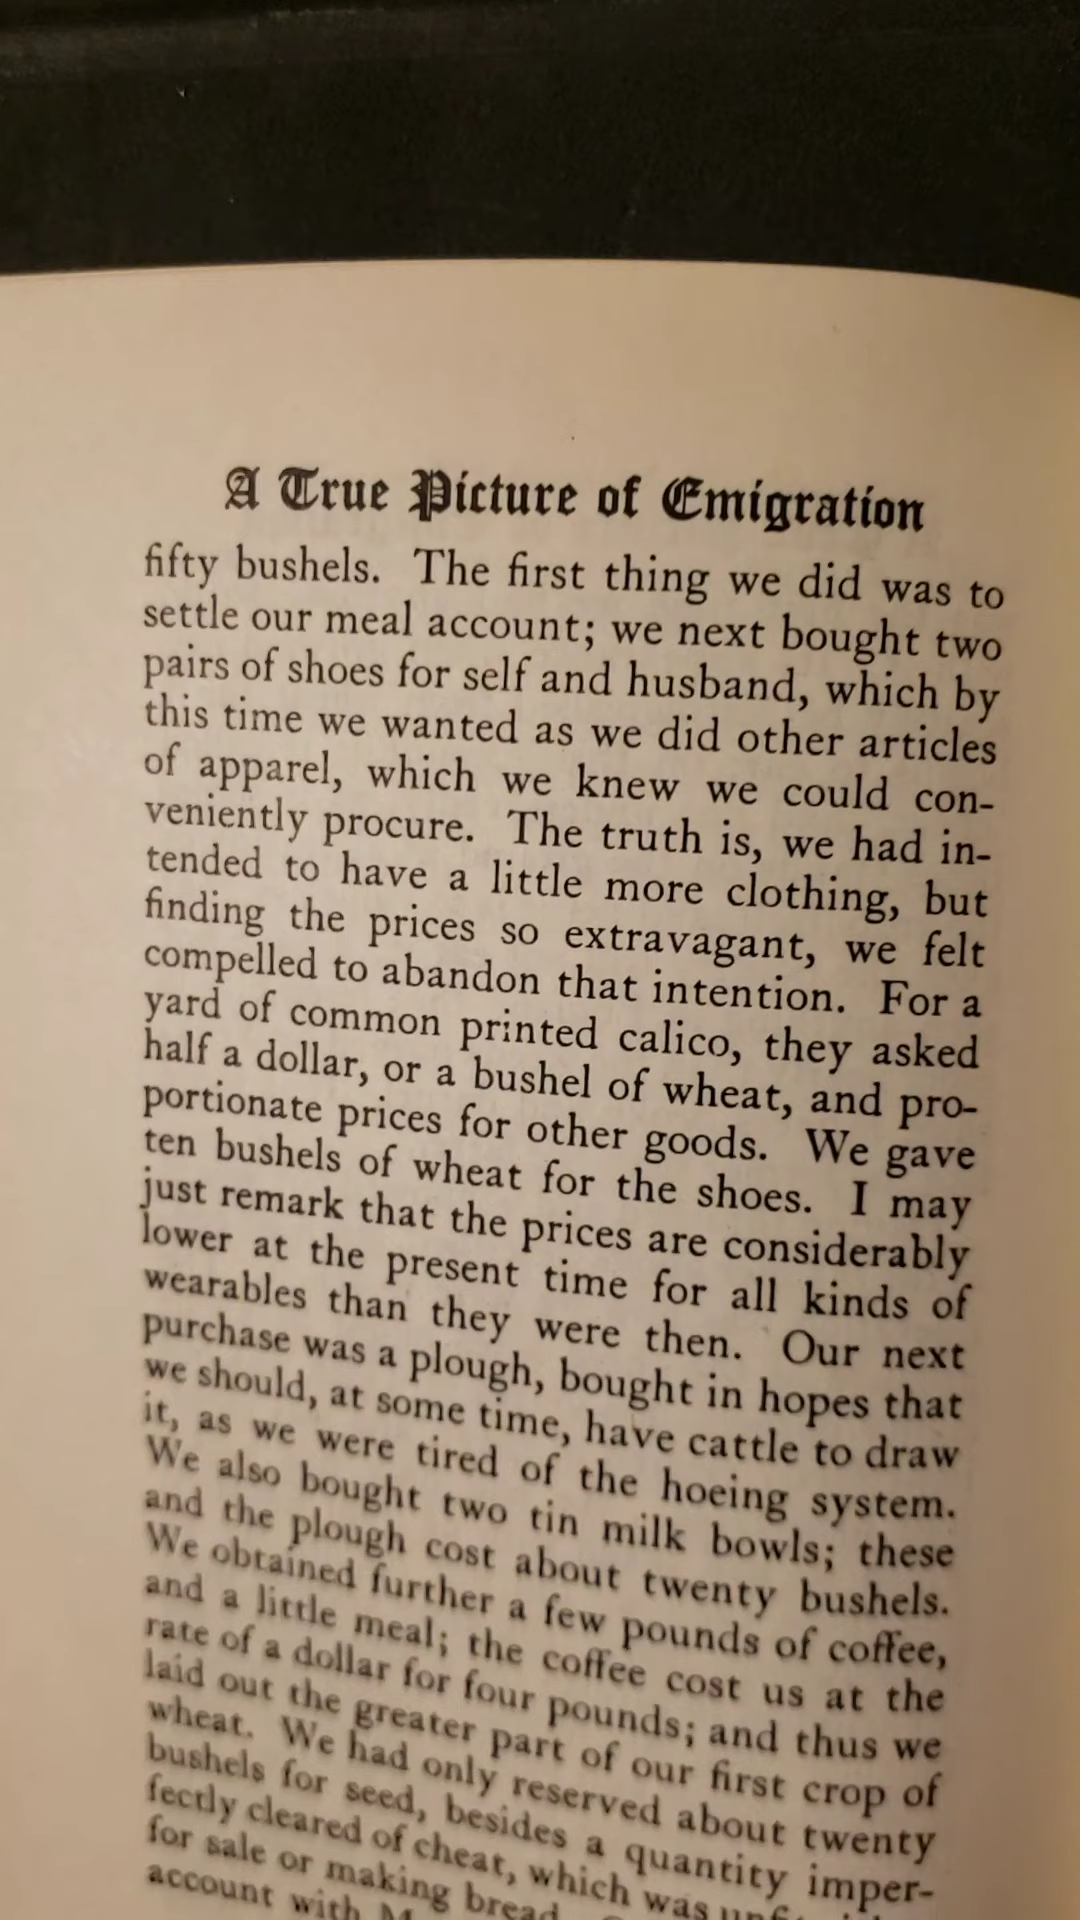 A True Picture of Emigration
fifty bushels. The first thing we did was to
settle our meal account; we next bought two
pairs of shoes for self and husband, which by
this time we wanted as we did other articles
of apparel, which we knew we could con-
veniently procure. The truth is, we had in-
tended to have a little more clothing, but
finding the prices so extravagant, we felt
compelled to abandon that intention. For a
yard of common printed calico, they asked
half a dollar, or a bushel of wheat, and pro-
portionate prices for other goods. We gave
ten bushels of wheat for the shoes. I may
just remark that the prices are considerably
lower at the present time for all kinds of
wearables than they were then. Our next
purchase was a plough, bought in hopes that
we should, at some time, have cattle to draw
it, as we were tired of the hoeing system.
We also bought two tin milk bowls; these
and the plough cost about twenty bushels.
We obtained further a few pounds of coffee,
and a little meal; the coffee cost us at the
rate of a dollar for four pounds; and thus we
laid out the greater part of our first crop of
wheat. We had only reserved about twenty
bushels for seed, besides a quantity imper-
fectly cleared of cheat, which was
for sale or making bread.
account with